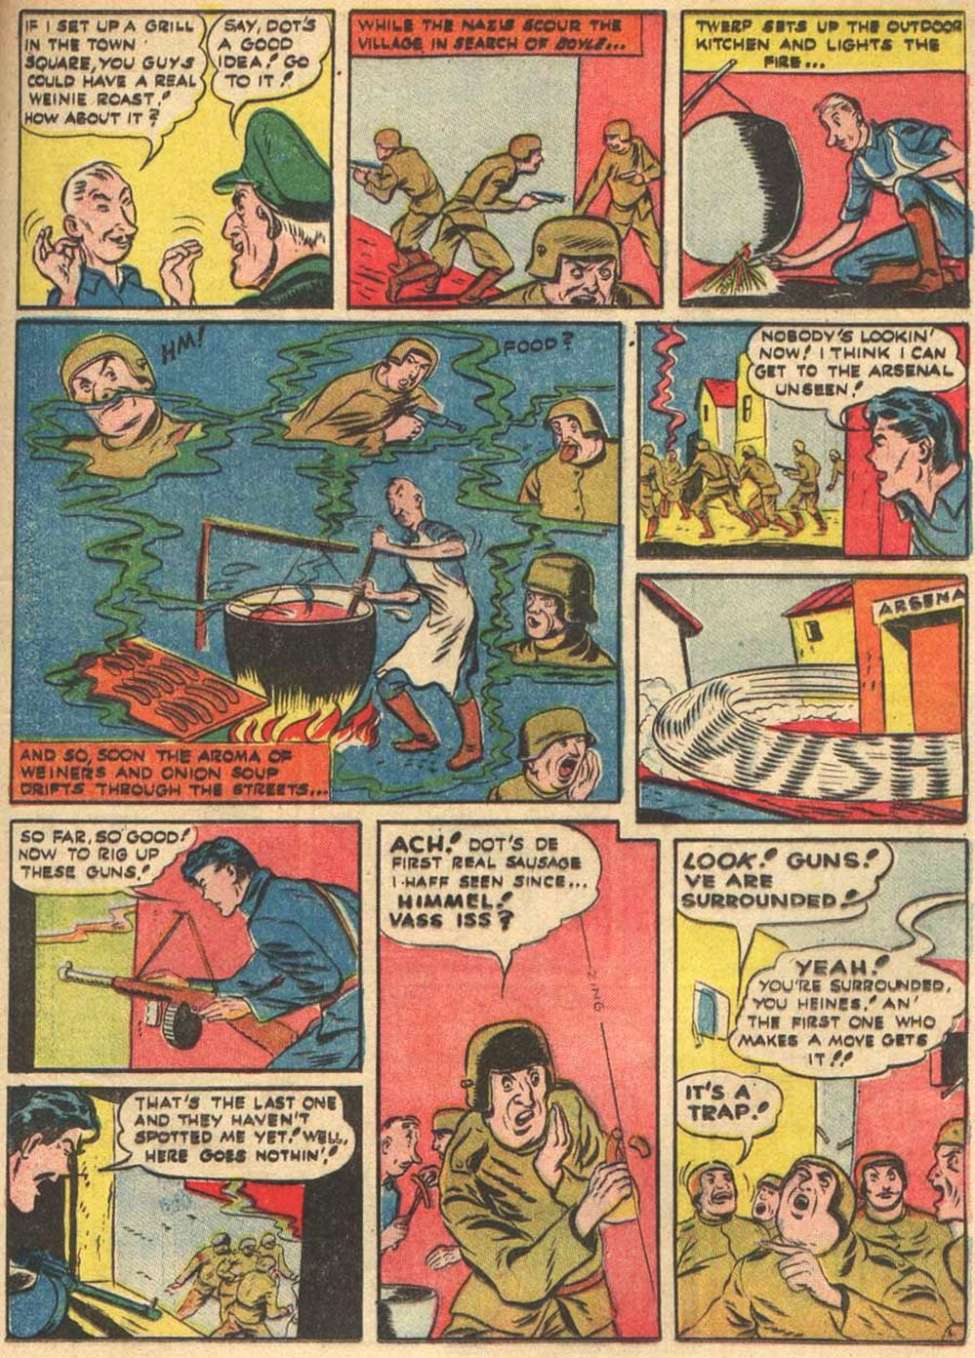 IF I SET UP A GRILL
IN THE TOWN
SQUARE, YOU GUYS
COULD HAVE A REAL
WEINIE ROAST!
HOW ABOUT IT?
SAY, DOT'S
A GOOD
IDEA! GO
TO IT!
WHILE THE NAZIS SCOUR THE
VILLAGE IN SEARCH OF BOYLE...
TWERP SETS UP THE OUTDOOR
KITCHEN AND LIGHTS THE
FIRE...
HM!
FOOD?
AND SO, SOON THE AROMA OF
WEINERS AND ONION SOUP
DRIFTS THROUGH THE STREETS...
NOBODY'S LOOKIN'
NOW! I THINK I CAN
GET TO THE ARSENAL
UNSEEN!
ARSENA
WISH
SO FAR, SO GOOD!
NOW TO RIG UP
THESE GUNS!
THAT'S THE LAST ONE
AND THEY HAVEN'T
SPOTTED ME YET! WELL,
HERE GOES NOTHIN'!
ACH! DOT'S DE
FIRST REAL SAUSAGE
I HAFF SEEN SINCE...
HIMMEL!
VASS ISS?
ZING
LOOK! GUNS!
VE ARE
SURROUNDED!
YEAH!
YOU'RE SURROUNDED,
YOU HEINES! AN'
THE FIRST ONE WHO
MAKES A MOVE GETS
IT!!
IT'S A
TRAP!